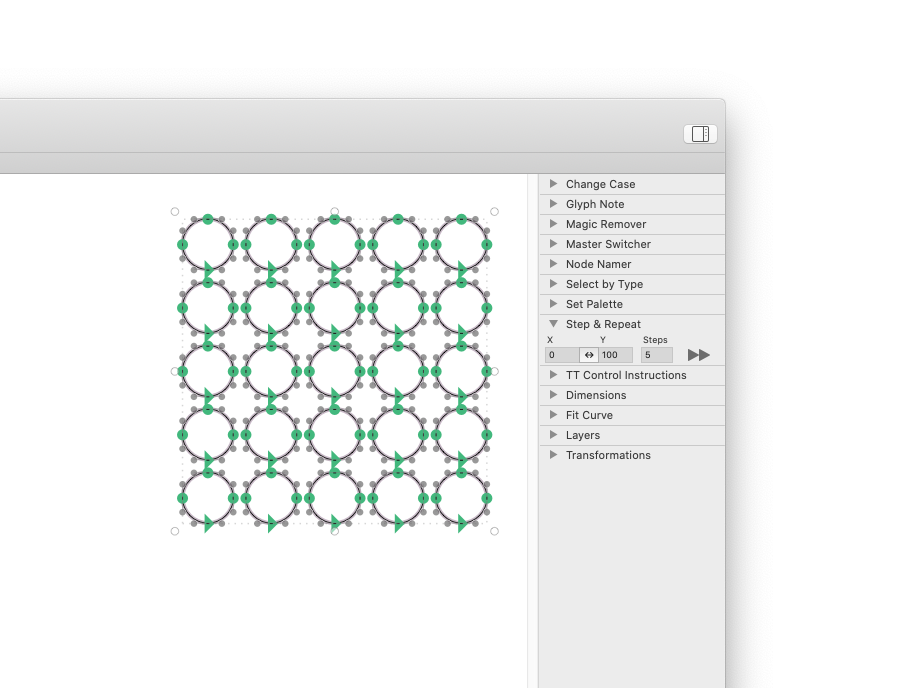 Change Case
Glyph Note
Magic Remover
Master Switcher
Node Namer
Select by Type
Set Palette
Step & Repeat
X Y Steps
0 100 5
TT Control Instructions
Dimensions
Fit Curve
Layers
Transformations